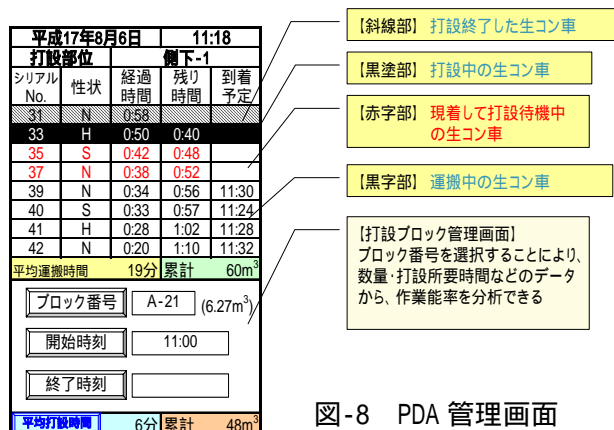 平成17年8月6日 11:18
打設部位 側下-1
シリアルNo. 性状 経過時間 残り時間 到着予定
31 N 0:58
33 H 0:50 0:40
35 S 0:42 0:48
37 N 0:38 0:52
39 N 0:34 0:56 11:30
40 S 0:33 0:57 11:24
41 H 0:28 1:02 11:28
42 N 0:20 1:10 11:32
平均運搬時間 19分 累計 60m³
ブロック番号 A-21 (6.27m³)
開始時刻 11:00
終了時刻
平均打設時間 6分 累計 48m³
【斜線部】 打設終了した生コン車
【黒塗部】 打設中の生コン車
【赤字部】 現着して打設待機中
の生コン車
【黒字部】 運搬中の生コン車
【打設ブロック管理画面】
ブロック番号を選択することにより、
数量・打設所要時間などのデータ
から、作業能率を分析できる
図-8 PDA 管理画面